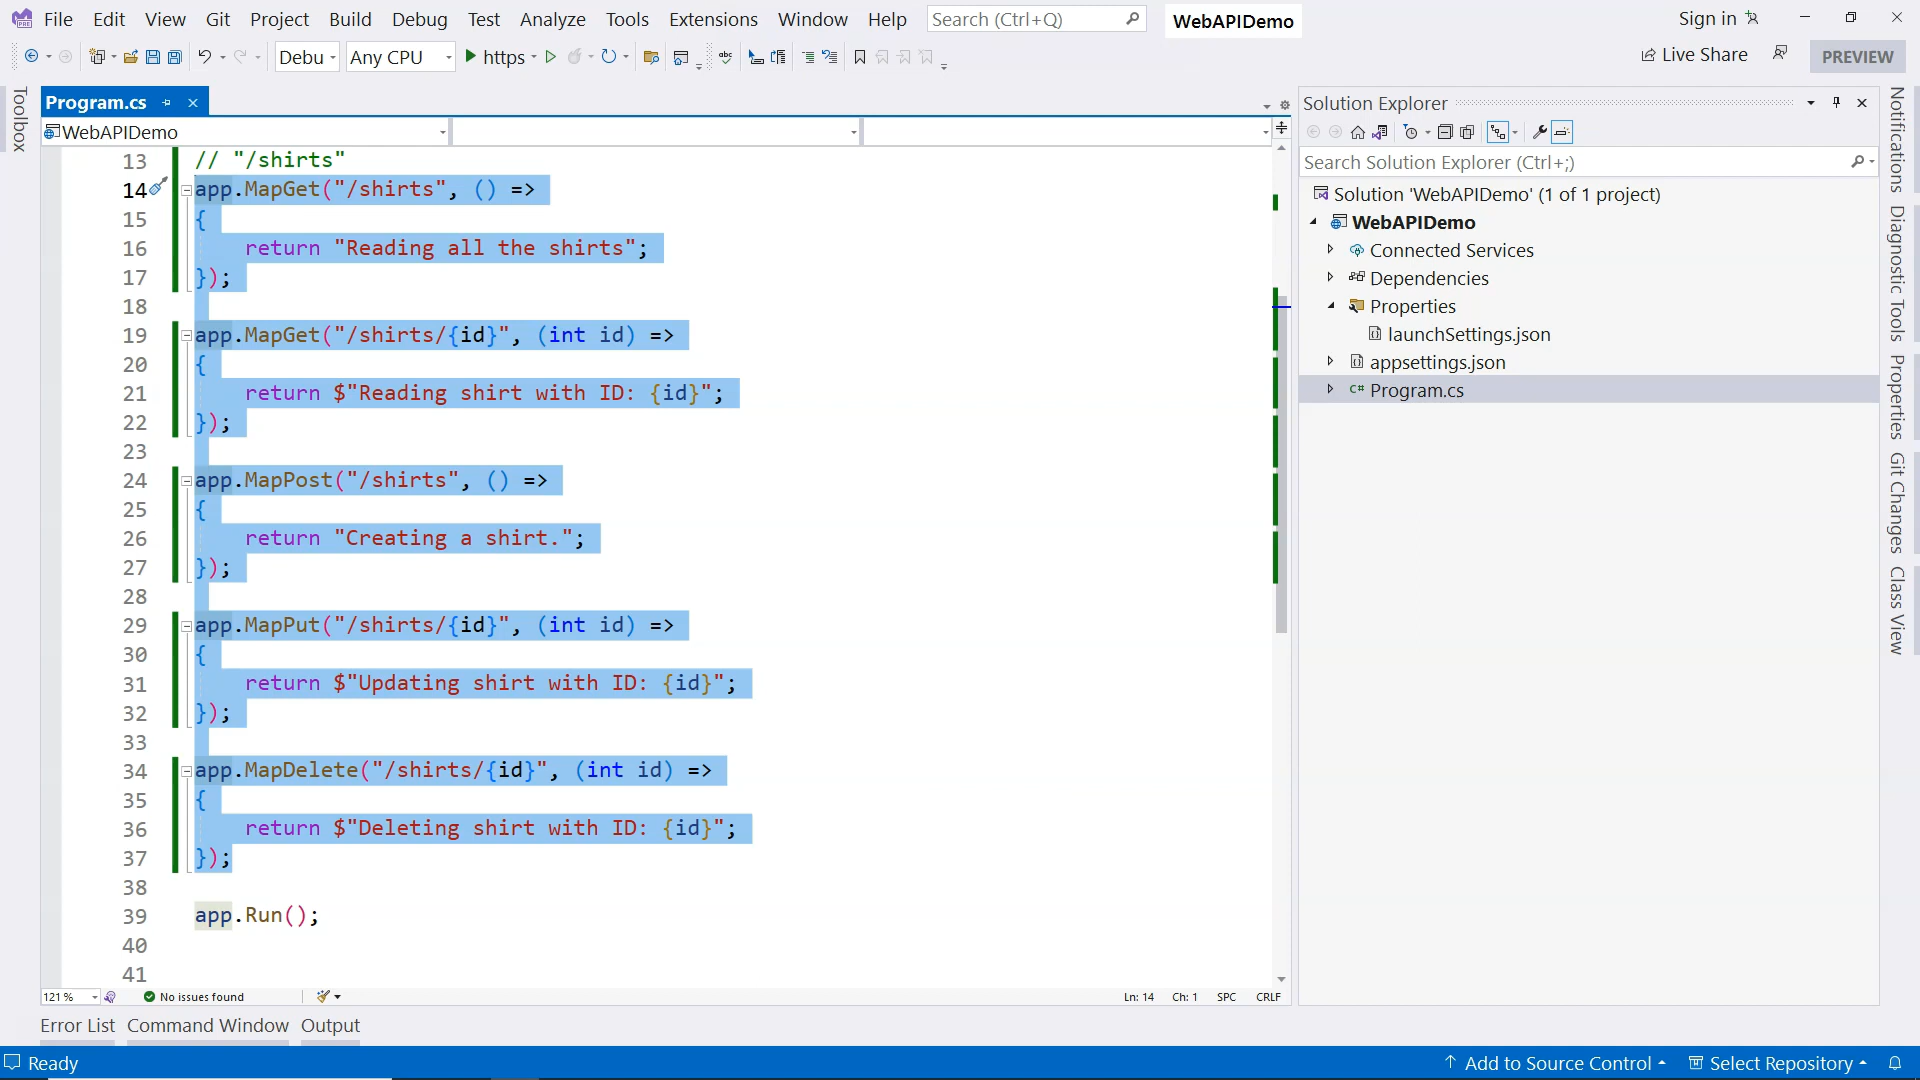 File Edit View Git Project Build Debug Test Analyze Tools Extensions Window Help Search (Ctrl+Q) WebAPIDemo Sign in
Debu Any CPU https Live Share PREVIEW
Toolbox
Program.cs
WebAPIDemo
13 // "/shirts"
14 app.MapGet("/shirts", () =>
15 {
16     return "Reading all the shirts";
17 });
18
19 app.MapGet("/shirts/{id}", (int id) =>
20 {
21     return $"Reading shirt with ID: {id}";
22 });
23
24 app.MapPost("/shirts", () =>
25 {
26     return "Creating a shirt.";
27 });
28
29 app.MapPut("/shirts/{id}", (int id) =>
30 {
31     return $"Updating shirt with ID: {id}";
32 });
33
34 app.MapDelete("/shirts/{id}", (int id) =>
35 {
36     return $"Deleting shirt with ID: {id}";
37 });
38
39 app.Run();
40
41
121 % No issues found Ln: 14 Ch: 1 SPC CRLF
Solution Explorer
Search Solution Explorer (Ctrl+;)
Solution 'WebAPIDemo' (1 of 1 project)
WebAPIDemo
Connected Services
Dependencies
Properties
launchSettings.json
appsettings.json
C# Program.cs
Notifications
Diagnostic Tools
Properties
Git Changes
Class View
Error List Command Window Output
Ready Add to Source Control Select Repository